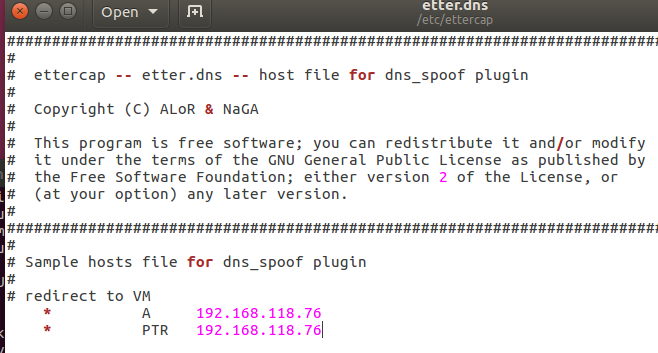 etter.dns
Open
/etc/ettercap
###########################################################################
#
#  ettercap -- etter.dns -- host file for dns_spoof plugin
#
#  Copyright (C) ALoR & NaGA
#
#  This program is free software; you can redistribute it and/or modify
#  it under the terms of the GNU General Public License as published by
#  the Free Software Foundation; either version 2 of the License, or
#  (at your option) any later version.
#
###########################################################################
#
# Sample hosts file for dns_spoof plugin
#
# redirect to VM
    *          A     192.168.118.76
    *          PTR   192.168.118.76